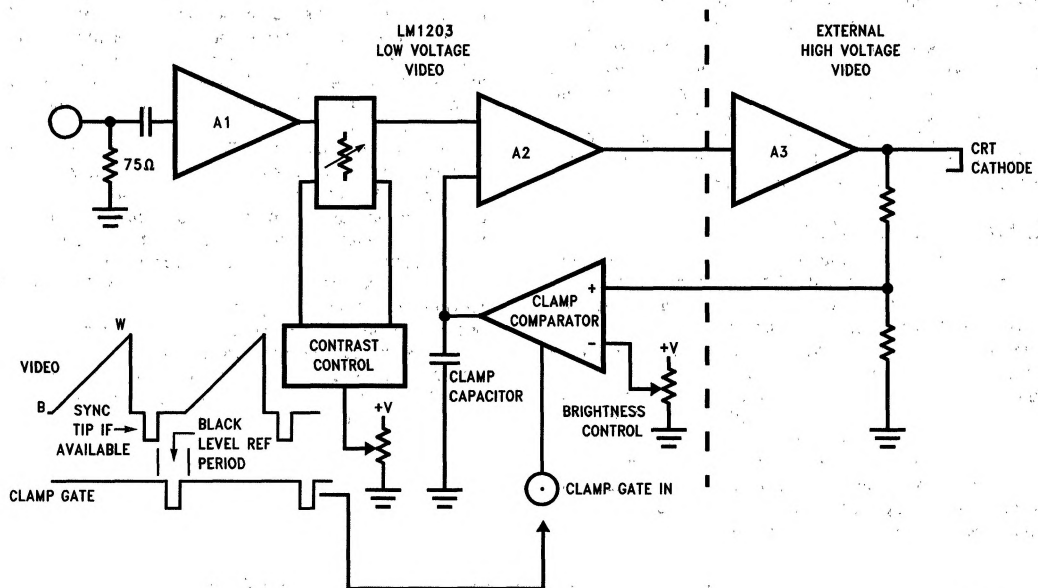 LM1203
LOW VOLTAGE
VIDEO
EXTERNAL
HIGH VOLTAGE
VIDEO
A1
75Ω
A2
A3
CRT
CATHODE
CLAMP
COMPARATOR
+
-
CONTRAST
CONTROL
CLAMP
CAPACITOR
+V
BRIGHTNESS
CONTROL
+V
W
VIDEO
B
SYNC
TIP IF
AVAILABLE
BLACK
LEVEL REF
PERIOD
CLAMP GATE
CLAMP GATE IN